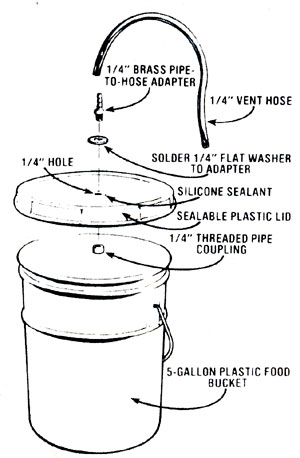 1/4" BRASS PIPE-
TO-HOSE ADAPTER
1/4" VENT HOSE
SOLDER 1/4" FLAT WASHER
TO ADAPTER
1/4" HOLE
SILICONE SEALANT
SEALABLE PLASTIC LID
1/4" THREADED PIPE
COUPLING
5-GALLON PLASTIC FOOD
BUCKET